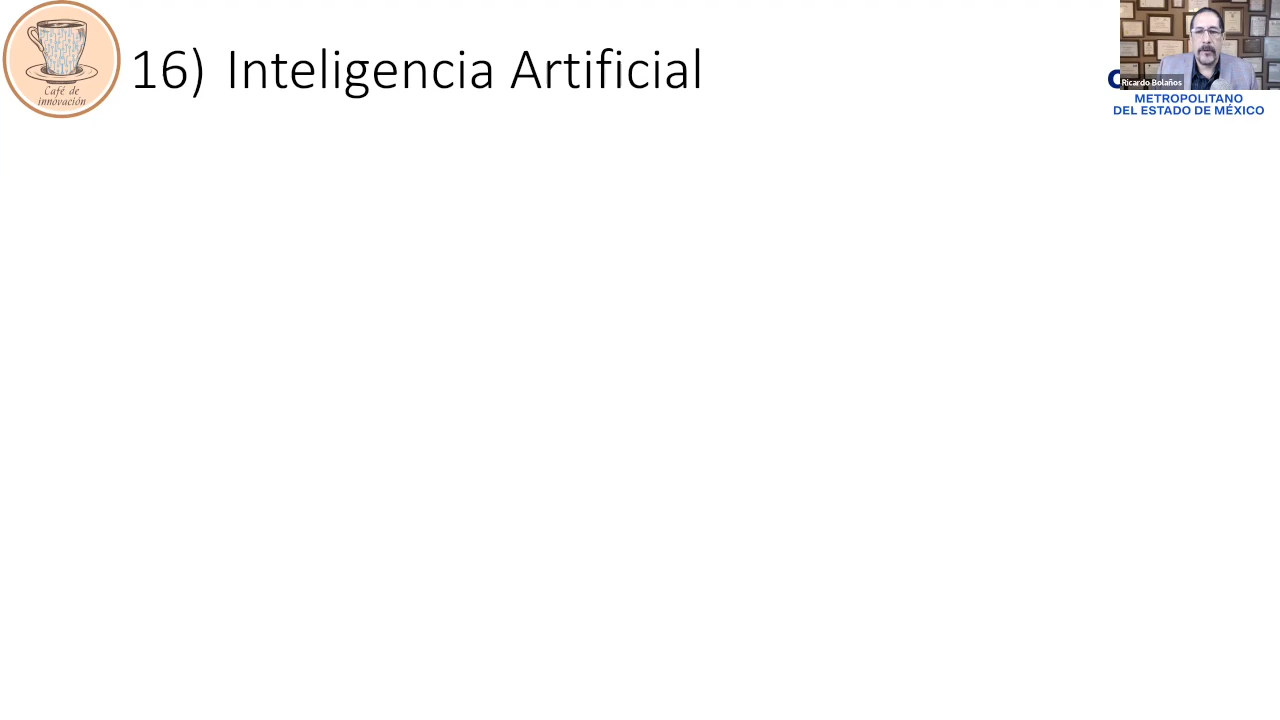 Café de
innovación
16) Inteligencia Artificial
Ricardo Bolaños
METROPOLITANO
DEL ESTADO DE MÉXICO